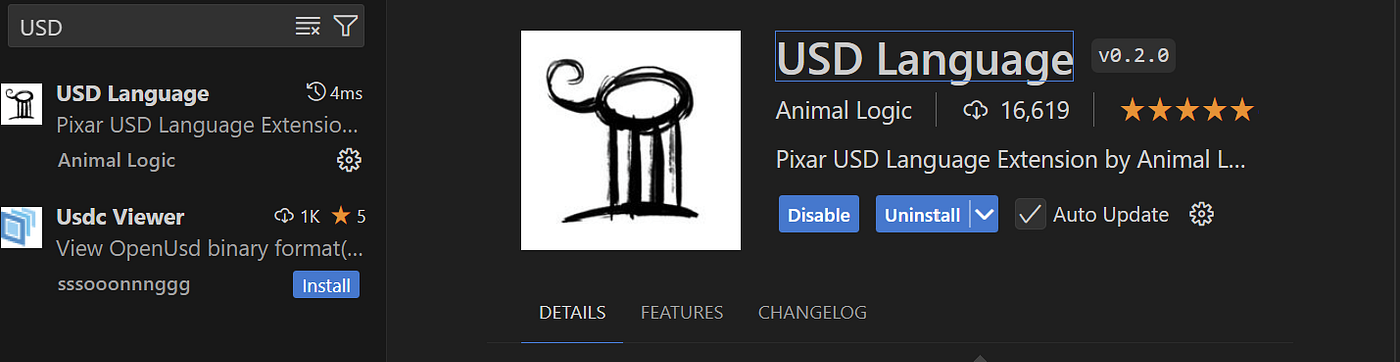 USD
USD Language 4ms
Pixar USD Language Extensio...
Animal Logic
Usdc Viewer 1K 5
View OpenUsd binary format(...
sssooonnnggg Install
USD Language v0.2.0
Animal Logic 16,619
Pixar USD Language Extension by Animal L...
Disable Uninstall Auto Update
DETAILS FEATURES CHANGELOG